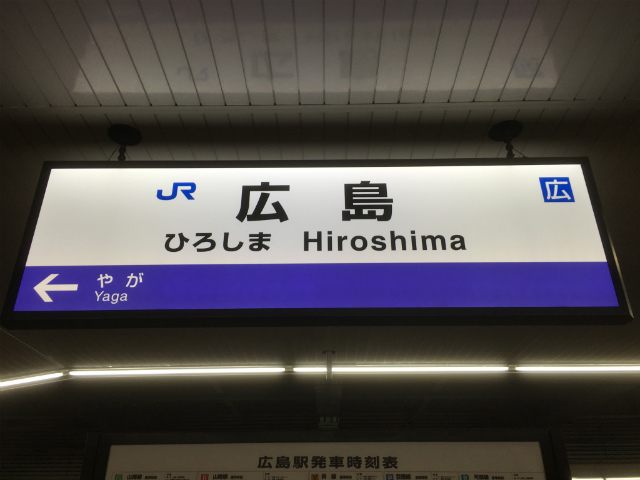 JR 広島 広
ひろしま Hiroshima
← やが
Yaga
広島駅発車時刻表